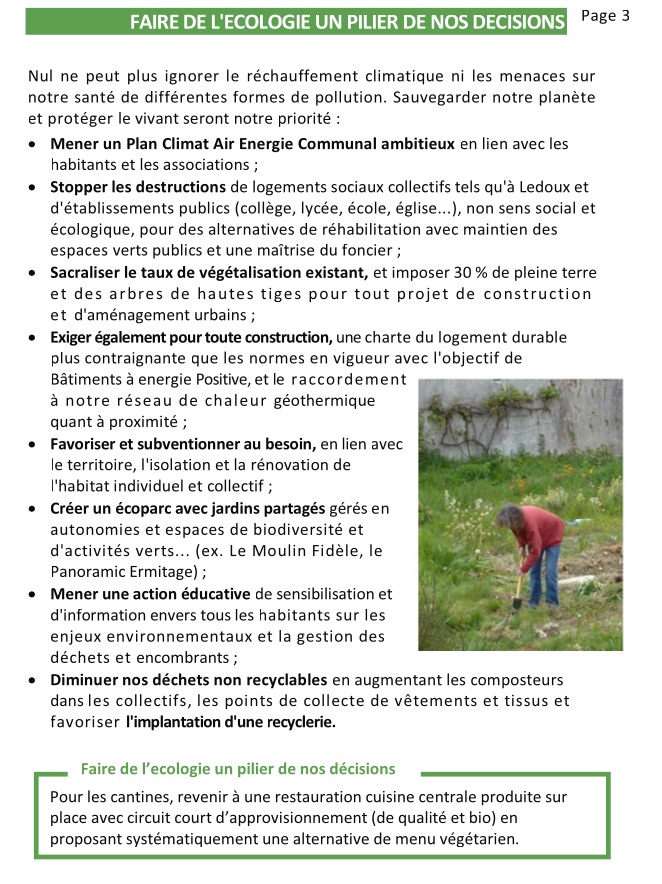 FAIRE DE L'ECOLOGIE UN PILIER DE NOS DECISIONS
Page 3
Nul ne peut plus ignorer le réchauffement climatique ni les menaces sur
notre santé de différentes formes de pollution. Sauvegarder notre planète
et protéger le vivant seront notre priorité :
• Mener un Plan Climat Air Energie Communal ambitieux en lien avec les
habitants et les associations ;
• Stopper les destructions de logements sociaux collectifs tels qu'à Ledoux et
d'établissements publics (collège, lycée, école, église...), non sens social et
écologique, pour des alternatives de réhabilitation avec maintien des
espaces verts publics et une maîtrise du foncier ;
• Sacraliser le taux de végétalisation existant, et imposer 30 % de pleine terre
et des arbres de hautes tiges pour tout projet de construction
et d'aménagement urbains ;
• Exiger également pour toute construction, une charte du logement durable
plus contraignante que les normes en vigueur avec l'objectif de
Bâtiments à energie Positive, et le raccordement
à notre réseau de chaleur géothermique
quant à proximité ;
• Favoriser et subventionner au besoin, en lien avec
le territoire, l'isolation et la rénovation de
l'habitat individuel et collectif ;
• Créer un écoparc avec jardins partagés gérés en
autonomies et espaces de biodiversité et
d'activités verts... (ex. Le Moulin Fidèle, le
Panoramic Ermitage) ;
• Mener une action éducative de sensibilisation et
d'information envers tous les habitants sur les
enjeux environnementaux et la gestion des
déchets et encombrants ;
• Diminuer nos déchets non recyclables en augmentant les composteurs
dans les collectifs, les points de collecte de vêtements et tissus et
favoriser l'implantation d'une recyclerie.
Faire de l’ecologie un pilier de nos décisions
Pour les cantines, revenir à une restauration cuisine centrale produite sur
place avec circuit court d’approvisionnement (de qualité et bio) en
proposant systématiquement une alternative de menu végétarien.